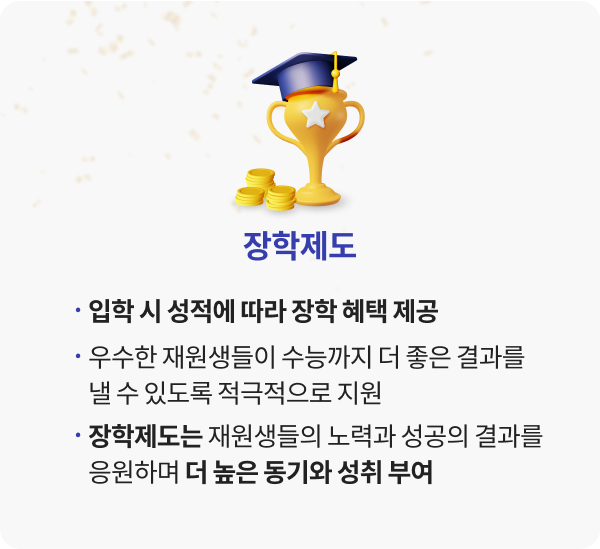 장학제도
· 입학 시 성적에 따라 장학 혜택 제공
· 우수한 재원생들이 수능까지 더 좋은 결과를
낼 수 있도록 적극적으로 지원
· 장학제도는 재원생들의 노력과 성공의 결과를
응원하며 더 높은 동기와 성취 부여